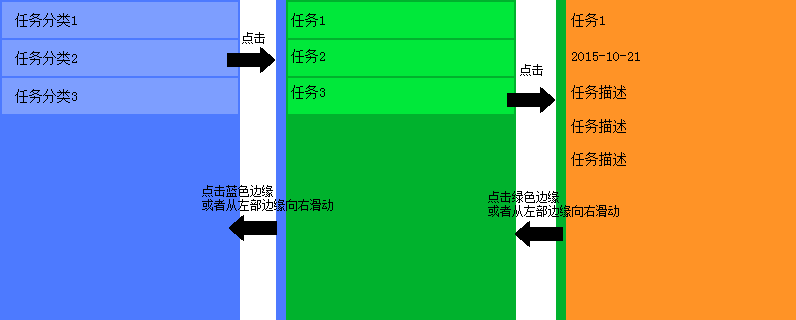 任务分类1
任务分类2
任务分类3
点击
点击蓝色边缘
或者从左部边缘向右滑动
任务1
任务2
任务3
点击
点击绿色边缘
或者从左部边缘向右滑动
任务1
2015-10-21
任务描述
任务描述
任务描述